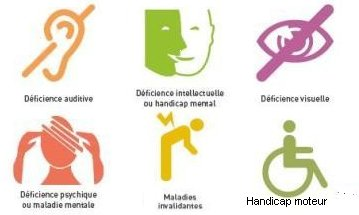 Déficience auditive
Déficience intellectuelle
ou handicap mental
Déficience visuelle
Déficience psychique
ou maladie mentale
Maladies
invalidantes
Handicap moteur